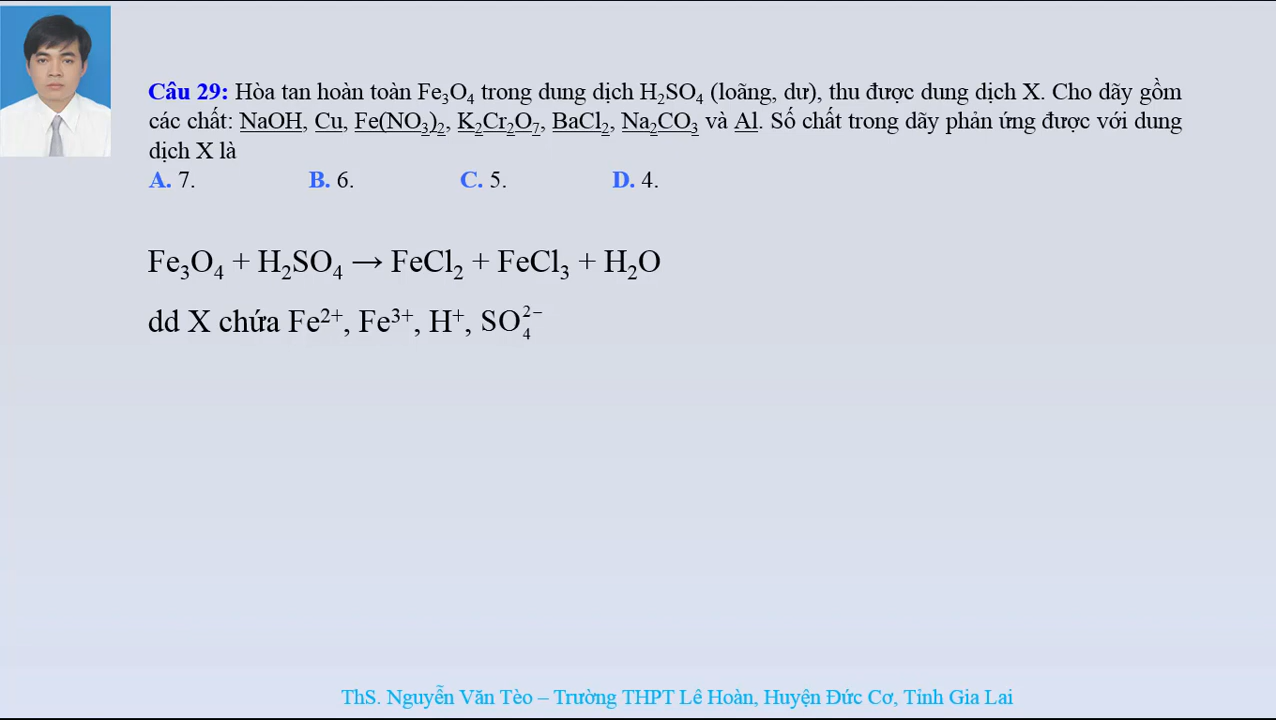 Câu 29: Hòa tan hoàn toàn Fe₃O₄ trong dung dịch H₂SO₄ (loãng, dư), thu được dung dịch X. Cho dãy gồm
các chất: NaOH, Cu, Fe(NO₃)₂, K₂Cr₂O₇, BaCl₂, Na₂CO₃ và Al. Số chất trong dãy phản ứng được với dung
dịch X là
A. 7. B. 6. C. 5. D. 4.
Fe₃O₄ + H₂SO₄ → FeCl₂ + FeCl₃ + H₂O
dd X chứa Fe²⁺, Fe³⁺, H⁺, SO₄²⁻
ThS. Nguyễn Văn Tèo – Trường THPT Lê Hoàn, Huyện Đức Cơ, Tỉnh Gia Lai